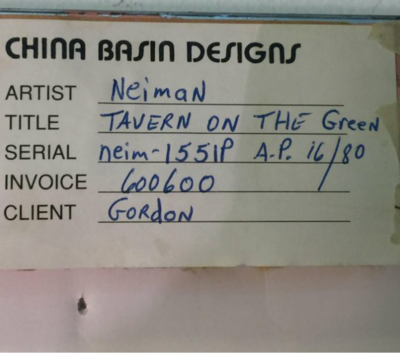 CHINA BASIN DESIGNS
ARTIST Neiman
TITLE TAVERN ON THE GReeN
SERIAL neim-1551P A.P. 16/80
INVOICE 600600
CLIENT GORDON